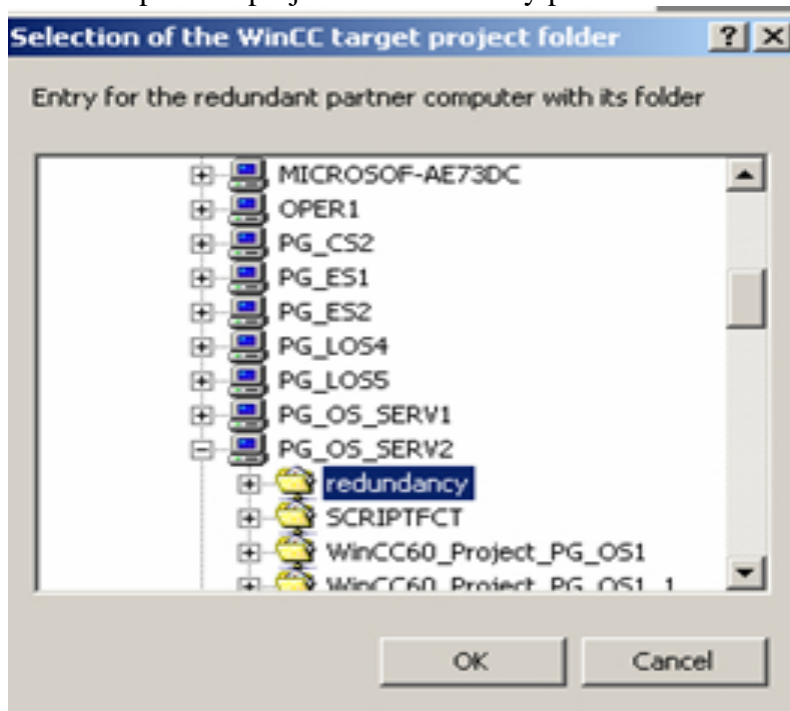 Selection of the WinCC target project folder
Entry for the redundant partner computer with its folder
MICROSOF-AE73DC
OPER1
PG_CS2
PG_ES1
PG_ES2
PG_LOS4
PG_LOS5
PG_OS_SERV1
PG_OS_SERV2
redundancy
SCRIPTFCT
WinCC60_Project_PG_OS1
WinCC60_Project_PG_OS1_1
OK Cancel